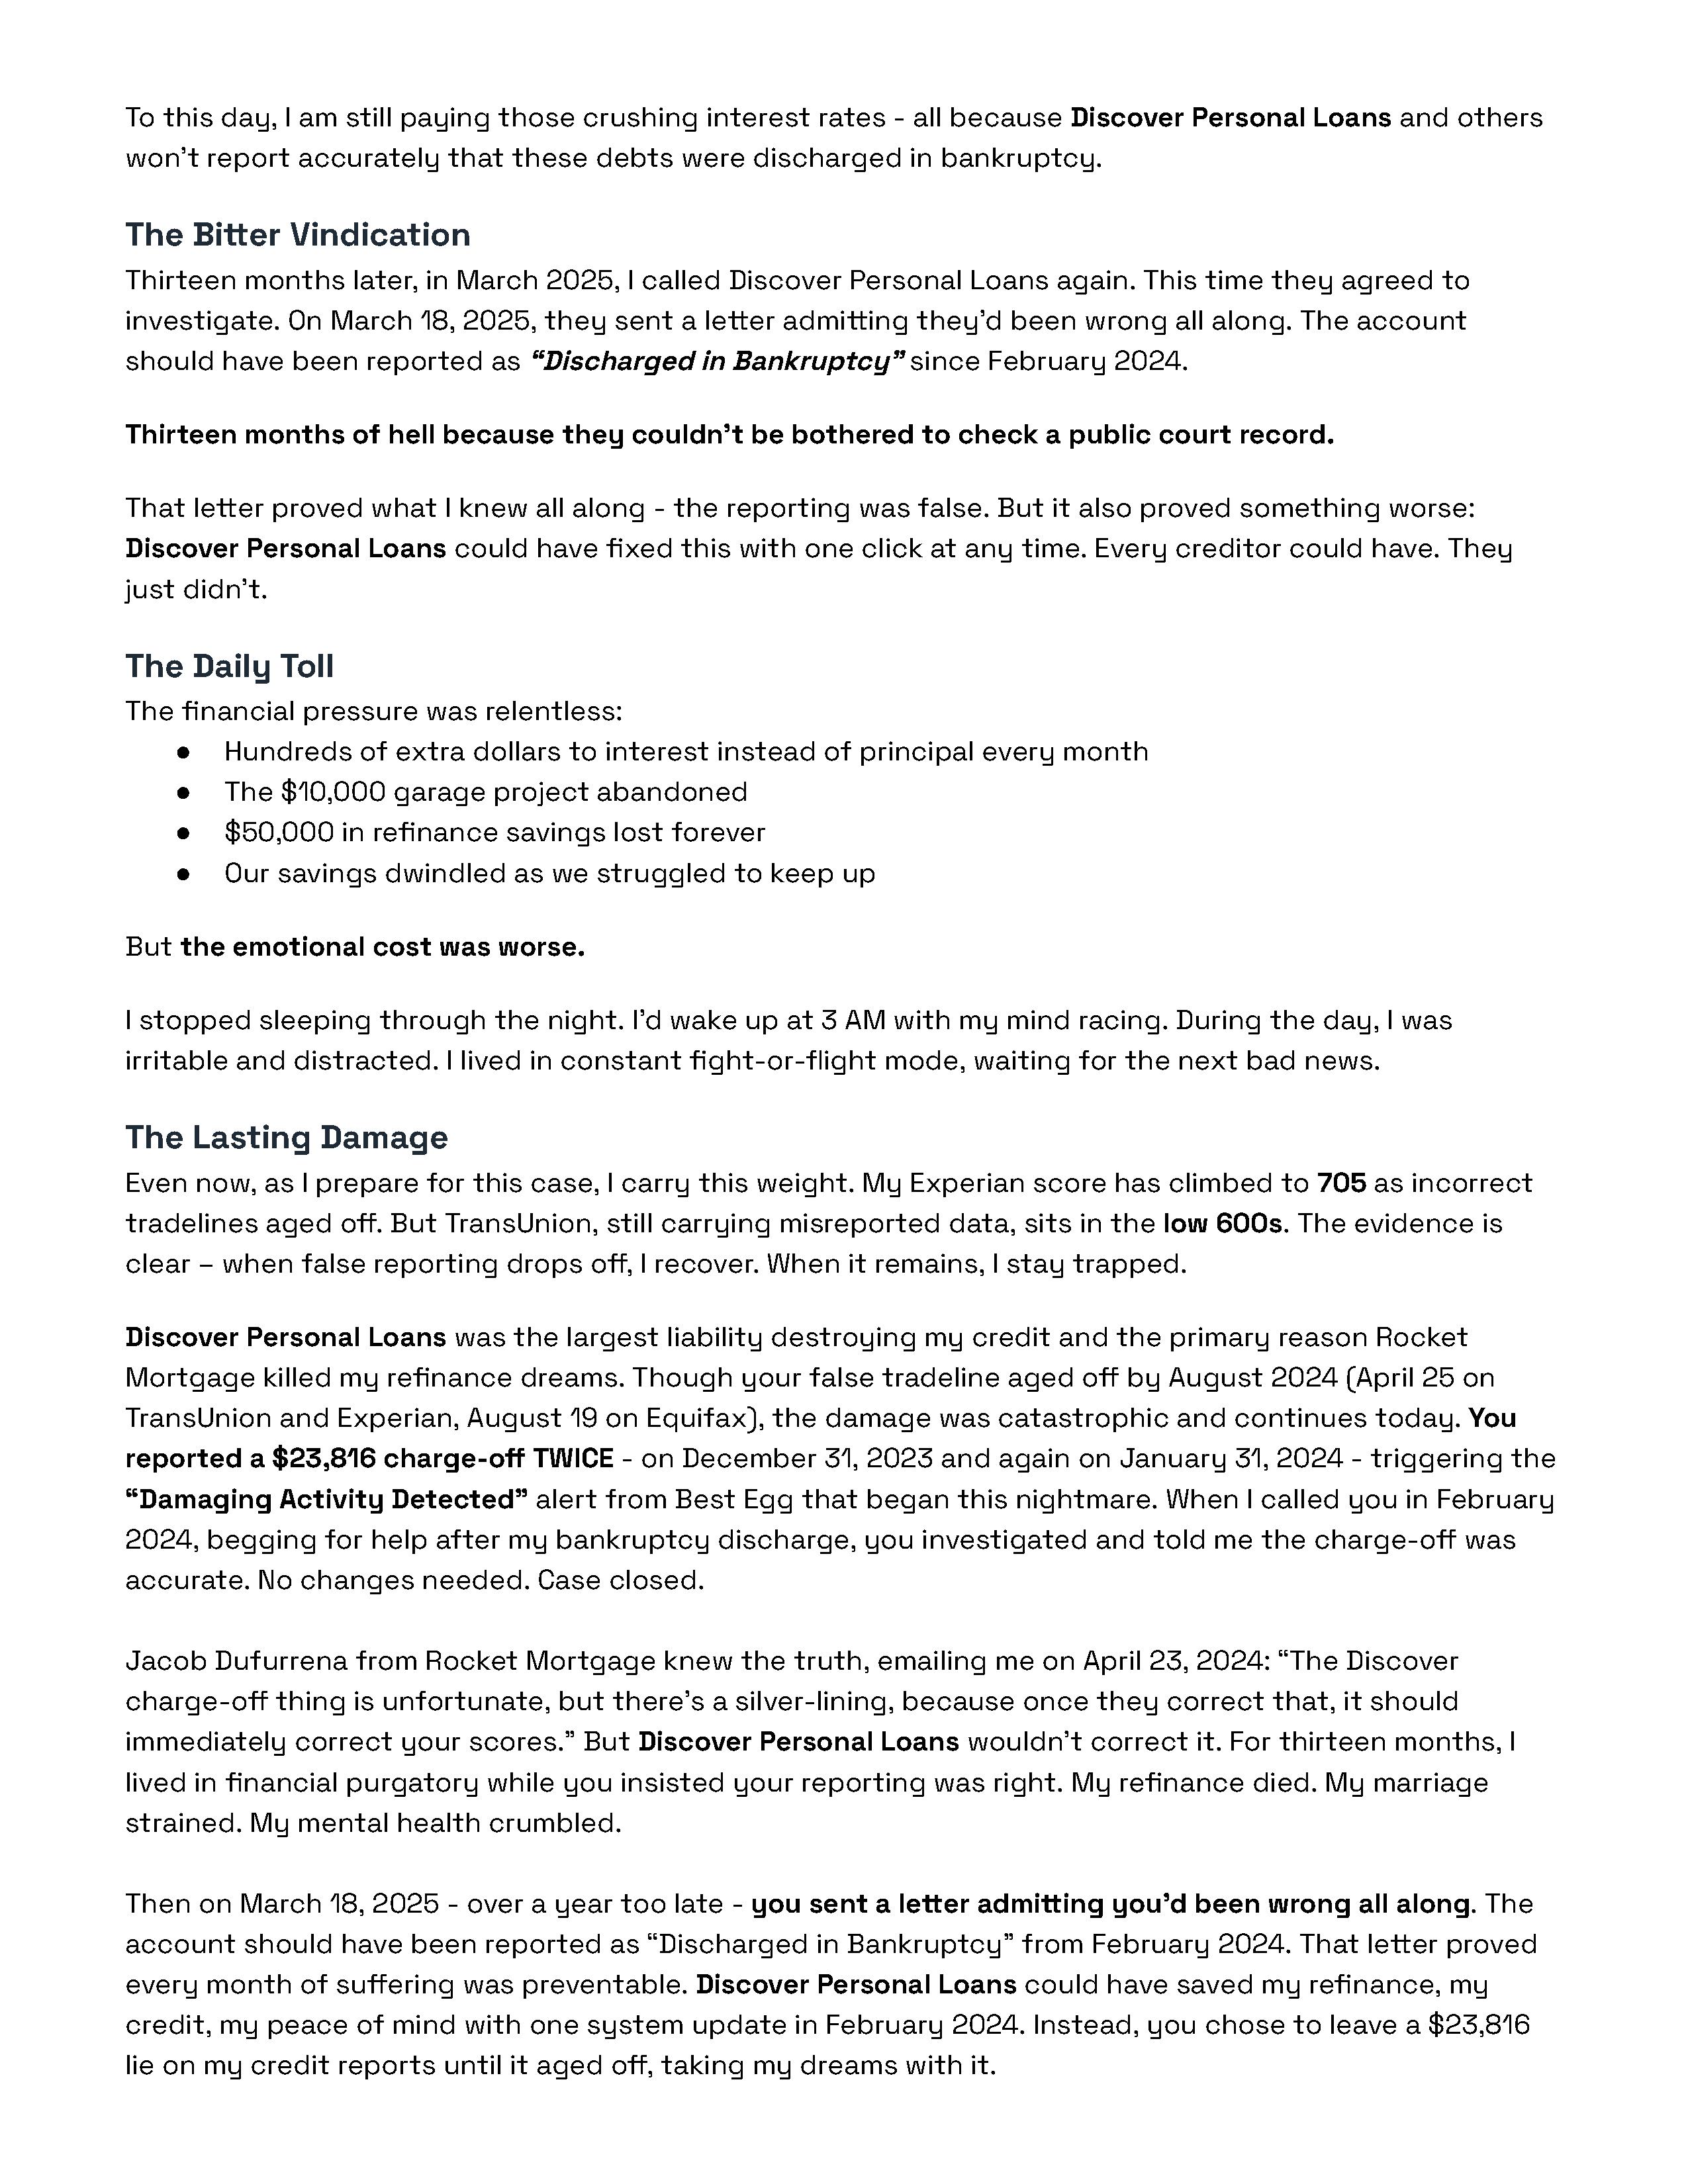 To this day, I am still paying those crushing interest rates - all because Discover Personal Loans and others
won't report accurately that these debts were discharged in bankruptcy.
The Bitter Vindication
Thirteen months later, in March 2025, I called Discover Personal Loans again. This time they agreed to
investigate. On March 18, 2025, they sent a letter admitting they'd been wrong all along. The account
should have been reported as “Discharged in Bankruptcy” since February 2024.
Thirteen months of hell because they couldn't be bothered to check a public court record.
That letter proved what I knew all along - the reporting was false. But it also proved something worse:
Discover Personal Loans could have fixed this with one click at any time. Every creditor could have. They
just didn't.
The Daily Toll
The financial pressure was relentless:
● Hundreds of extra dollars to interest instead of principal every month
● The $10,000 garage project abandoned
● $50,000 in refinance savings lost forever
● Our savings dwindled as we struggled to keep up
But the emotional cost was worse.
I stopped sleeping through the night. I'd wake up at 3 AM with my mind racing. During the day, I was
irritable and distracted. I lived in constant fight-or-flight mode, waiting for the next bad news.
The Lasting Damage
Even now, as I prepare for this case, I carry this weight. My Experian score has climbed to 705 as incorrect
tradelines aged off. But TransUnion, still carrying misreported data, sits in the low 600s. The evidence is
clear – when false reporting drops off, I recover. When it remains, I stay trapped.
Discover Personal Loans was the largest liability destroying my credit and the primary reason Rocket
Mortgage killed my refinance dreams. Though your false tradeline aged off by August 2024 (April 25 on
TransUnion and Experian, August 19 on Equifax), the damage was catastrophic and continues today. You
reported a $23,816 charge-off TWICE - on December 31, 2023 and again on January 31, 2024 - triggering the
“Damaging Activity Detected” alert from Best Egg that began this nightmare. When I called you in February
2024, begging for help after my bankruptcy discharge, you investigated and told me the charge-off was
accurate. No changes needed. Case closed.
Jacob Dufurrena from Rocket Mortgage knew the truth, emailing me on April 23, 2024: “The Discover
charge-off thing is unfortunate, but there's a silver-lining, because once they correct that, it should
immediately correct your scores.” But Discover Personal Loans wouldn't correct it. For thirteen months, I
lived in financial purgatory while you insisted your reporting was right. My refinance died. My marriage
strained. My mental health crumbled.
Then on March 18, 2025 - over a year too late - you sent a letter admitting you'd been wrong all along. The
account should have been reported as “Discharged in Bankruptcy” from February 2024. That letter proved
every month of suffering was preventable. Discover Personal Loans could have saved my refinance, my
credit, my peace of mind with one system update in February 2024. Instead, you chose to leave a $23,816
lie on my credit reports until it aged off, taking my dreams with it.